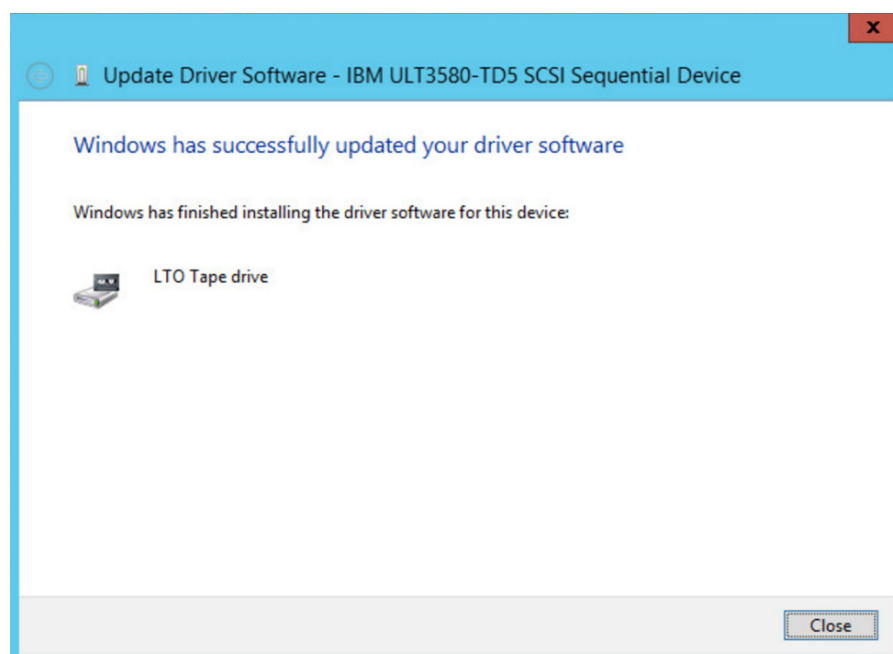 x
Update Driver Software - IBM ULT3580-TD5 SCSI Sequential Device
Windows has successfully updated your driver software
Windows has finished installing the driver software for this device:
LTO Tape drive
Close